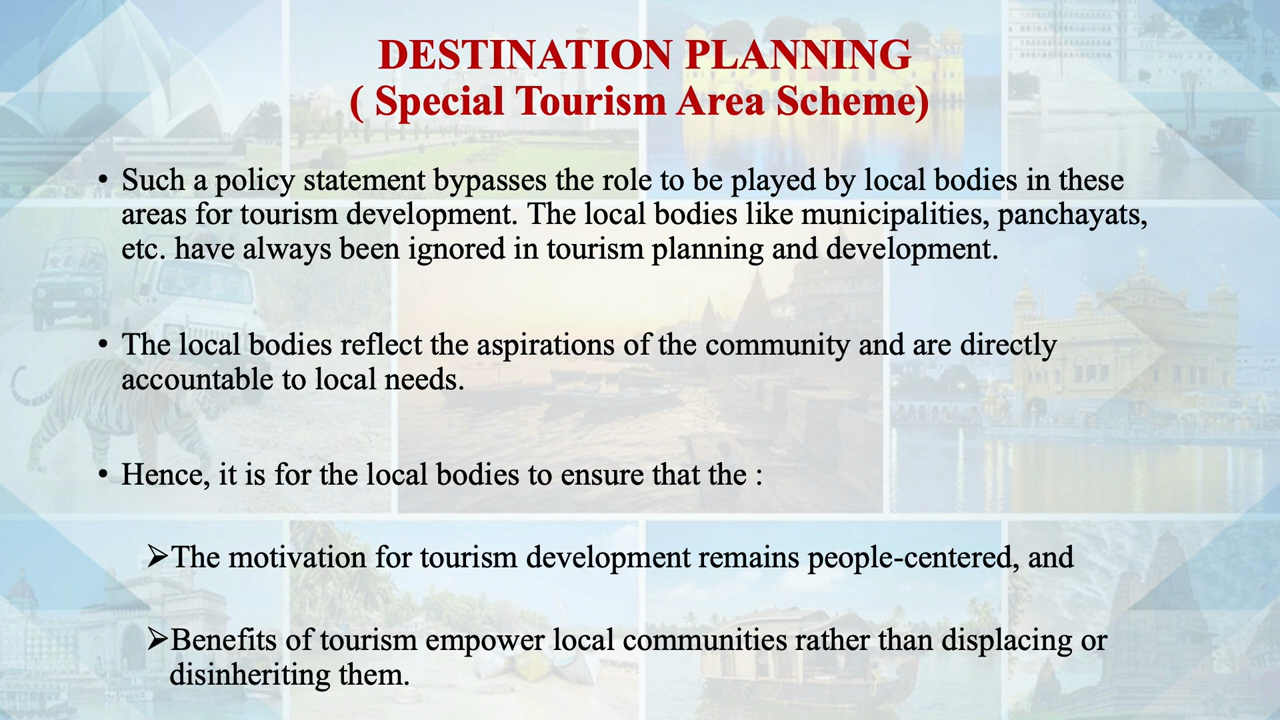 DESTINATION PLANNING
( Special Tourism Area Scheme)
• Such a policy statement bypasses the role to be played by local bodies in these
areas for tourism development. The local bodies like municipalities, panchayats,
etc. have always been ignored in tourism planning and development.
• The local bodies reflect the aspirations of the community and are directly
accountable to local needs.
• Hence, it is for the local bodies to ensure that the :
➢The motivation for tourism development remains people-centered, and
➢Benefits of tourism empower local communities rather than displacing or
disinheriting them.